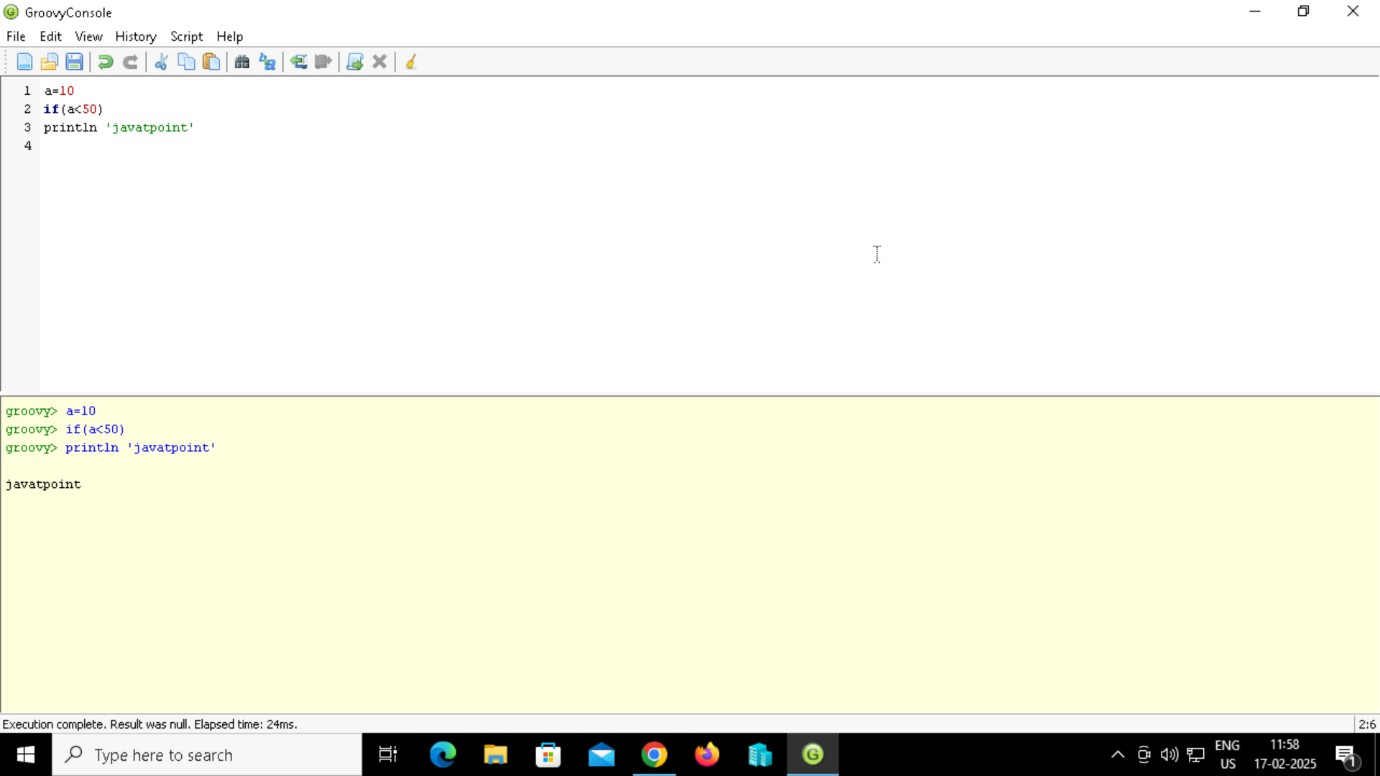 GroovyConsole
File Edit View History Script Help
1 a=10
2 if(a<50)
3 println 'javatpoint'
4
groovy> a=10
groovy> if(a<50)
groovy> println 'javatpoint'
javatpoint
Execution complete. Result was null. Elapsed time: 24ms. 2:6
Type here to search
ENG 11:58
US 17-02-2025
1